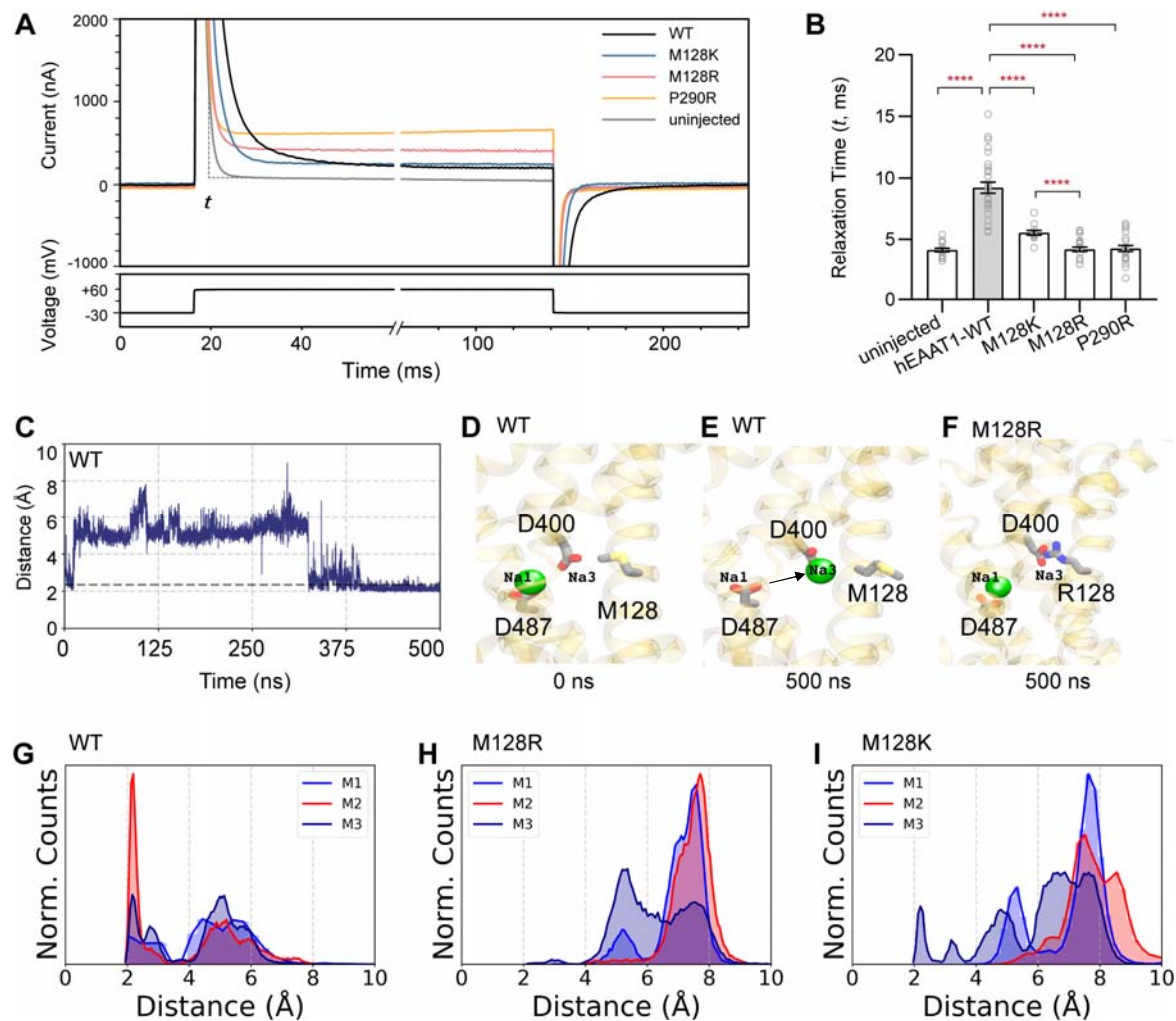 A
2000
1000
0
-1000
Current (nA)
WT
M128K
M128R
P290R
uninjected
t
Voltage (mV)
+60
-30
0
20
40
60
100
200
Time (ms)
B
****
****
****
****
****
20
15
10
5
0
Relaxation Time (t, ms)
uninjected
hEAAT1-WT
M128K
M128R
P290R
C
WT
10
8
6
4
2
0
Distance (Å)
0
125
250
375
500
Time (ns)
D
WT
D400
Na1
Na3
M128
D487
0 ns
E
WT
D400
Na1
Na3
M128
D487
500 ns
F
M128R
D400
Na1
Na3
R128
D487
500 ns
G
WT
M1
M2
M3
Norm. Counts
0 2 4 6 8 10
Distance (Å)
H
M128R
M1
M2
M3
Norm. Counts
0 2 4 6 8 10
Distance (Å)
I
M128K
M1
M2
M3
Norm. Counts
0 2 4 6 8 10
Distance (Å)